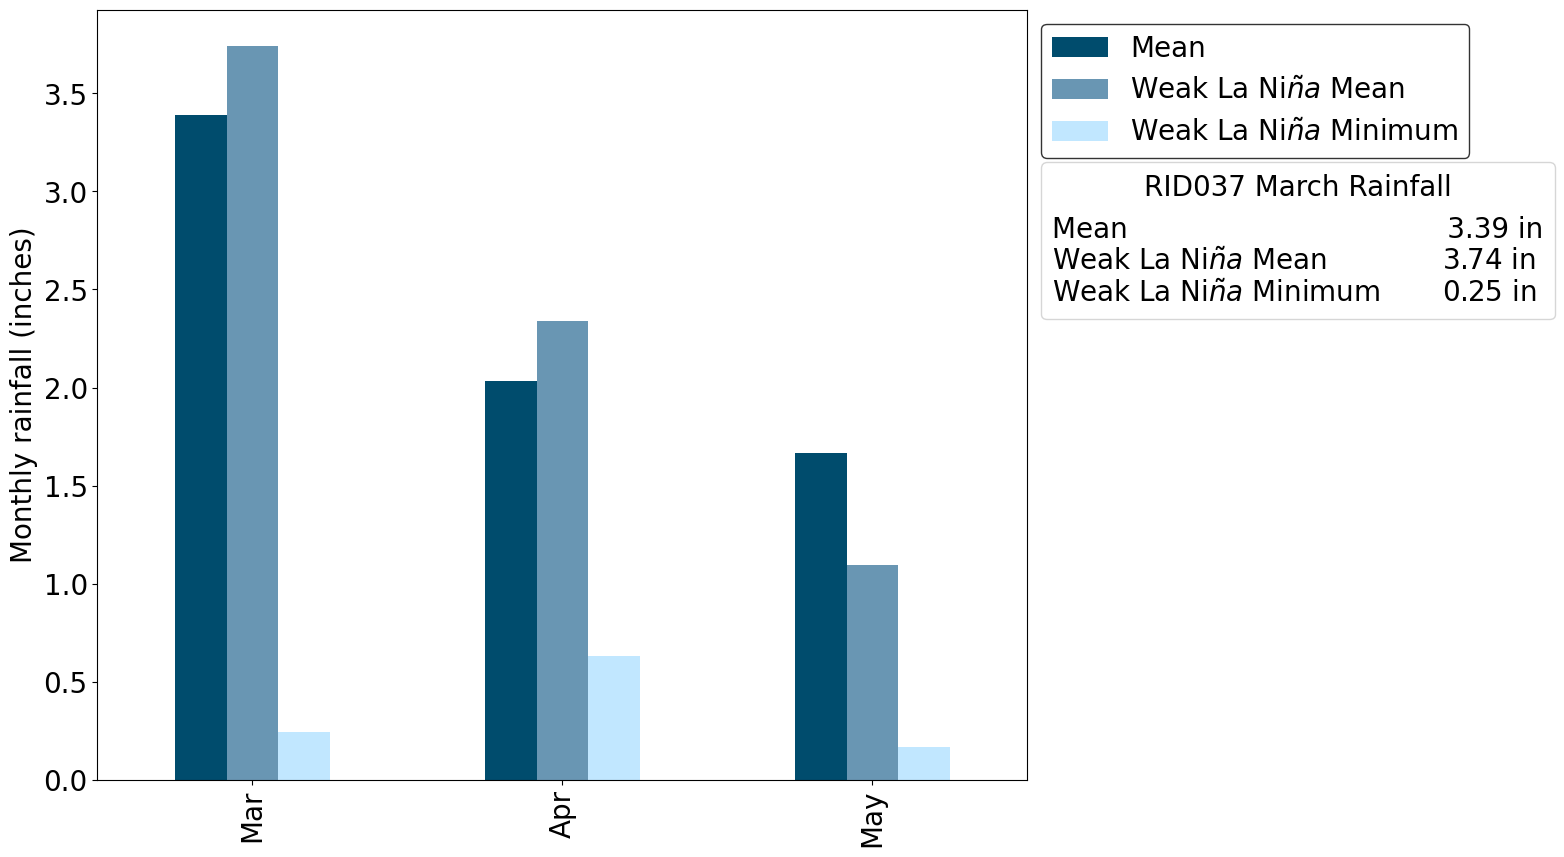 Mean
Weak La Niña Mean
Weak La Niña Minimum
RID037 March Rainfall
Mean 3.39 in
Weak La Niña Mean 3.74 in
Weak La Niña Minimum 0.25 in
Monthly rainfall (inches)
3.5
3.0
2.5
2.0
1.5
1.0
0.5
0.0
Mar
Apr
May